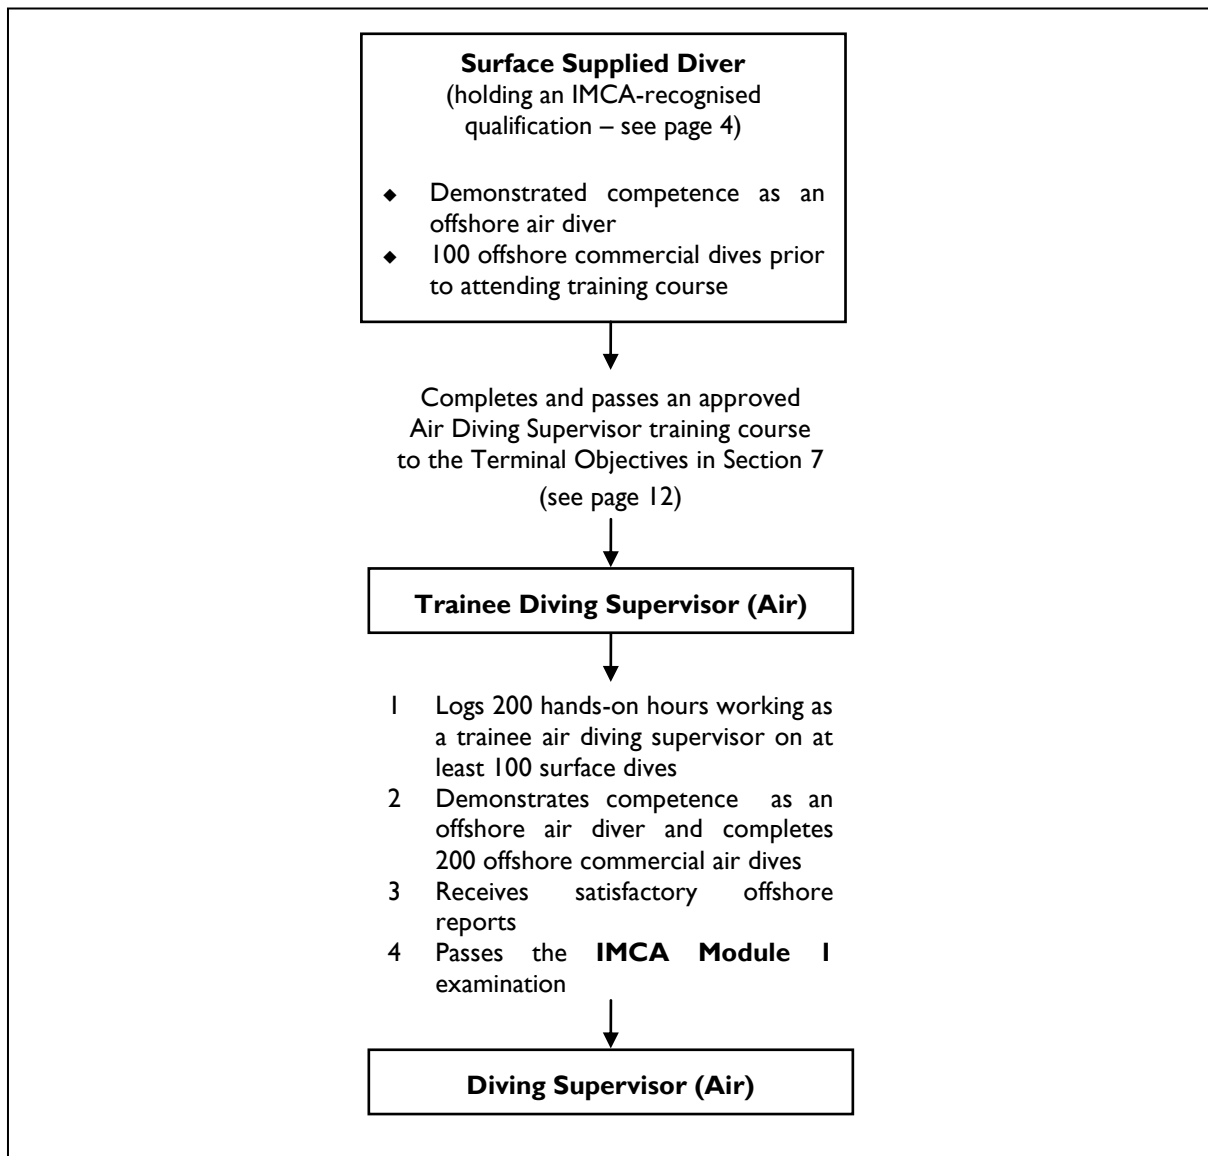 Surface Supplied Diver
(holding an IMCA-recognised
qualification – see page 4)
◆ Demonstrated competence as an
offshore air diver
◆ 100 offshore commercial dives prior
to attending training course
Completes and passes an approved
Air Diving Supervisor training course
to the Terminal Objectives in Section 7
(see page 12)
Trainee Diving Supervisor (Air)
1 Logs 200 hands-on hours working as
a trainee air diving supervisor on at
least 100 surface dives
2 Demonstrates competence as an
offshore air diver and completes
200 offshore commercial air dives
3 Receives satisfactory offshore
reports
4 Passes the IMCA Module 1
examination
Diving Supervisor (Air)